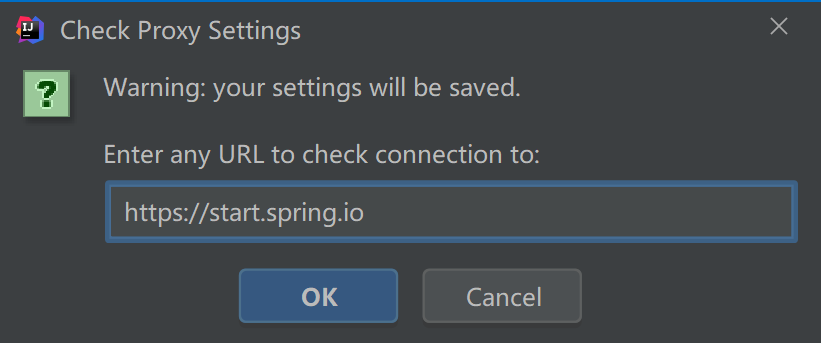 IJ
Check Proxy Settings
?
Warning: your settings will be saved.
Enter any URL to check connection to:
https://start.spring.io
OK
Cancel